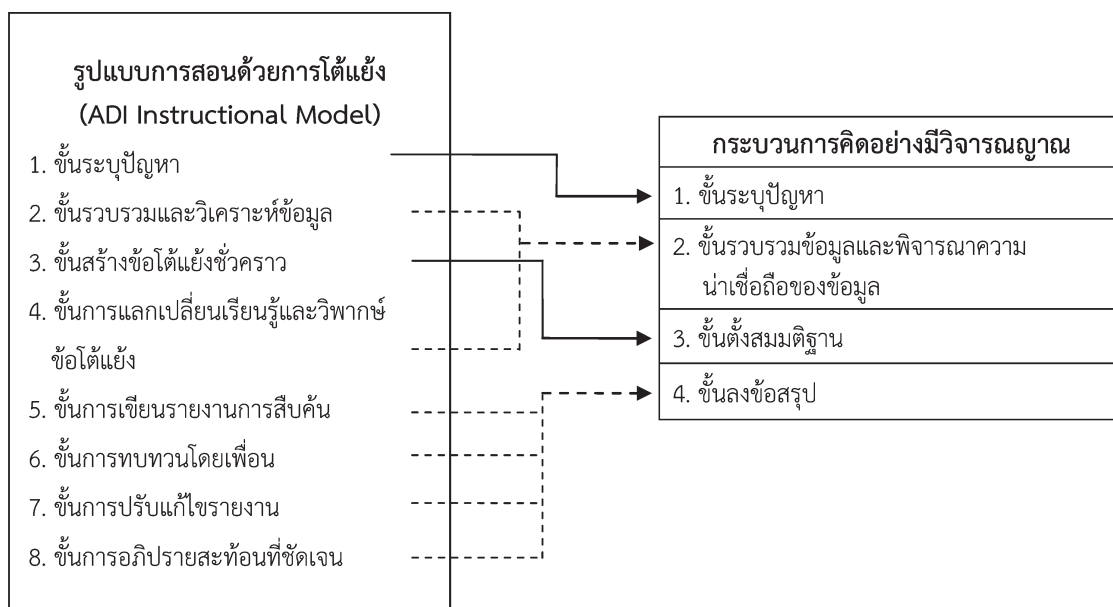 รูปแบบการสอนด้วยการโต้แย้ง
(ADI Instructional Model)
1. ขั้นระบุปัญหา
2. ขั้นรวบรวมและวิเคราะห์ข้อมูล
3. ขั้นสร้างข้อโต้แย้งชั่วคราว
4. ขั้นการแลกเปลี่ยนเรียนรู้และวิพากษ์
ข้อโต้แย้ง
5. ขั้นการเขียนรายงานการสืบค้น
6. ขั้นการทบทวนโดยเพื่อน
7. ขั้นการปรับแก้ไขรายงาน
8. ขั้นการอภิปรายสะท้อนที่ชัดเจน
กระบวนการคิดอย่างมีวิจารณญาณ
1. ขั้นระบุปัญหา
2. ขั้นรวบรวมข้อมูลและพิจารณาความ
น่าเชื่อถือของข้อมูล
3. ขั้นตั้งสมมติฐาน
4. ขั้นลงข้อสรุป